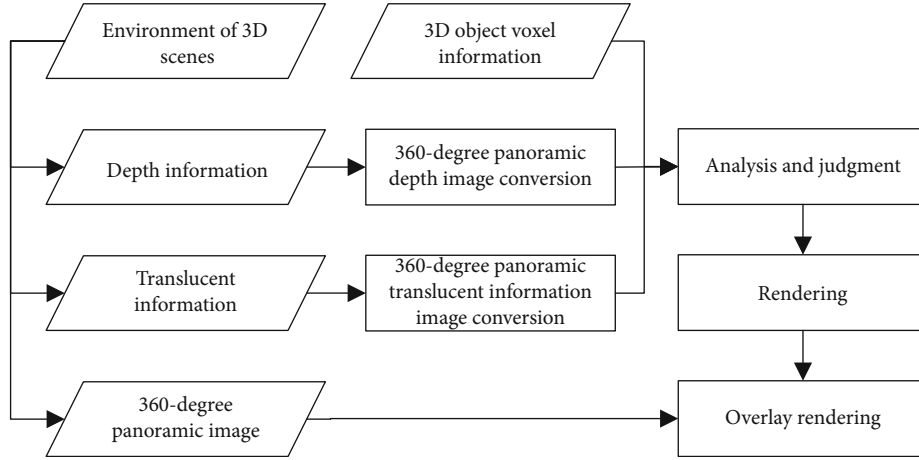 Environment of 3D
scenes
3D object voxel
information
Depth information
360-degree panoramic
depth image conversion
Analysis and judgment
Translucent
information
360-degree panoramic
translucent information
image conversion
Rendering
360-degree
panoramic image
Overlay rendering